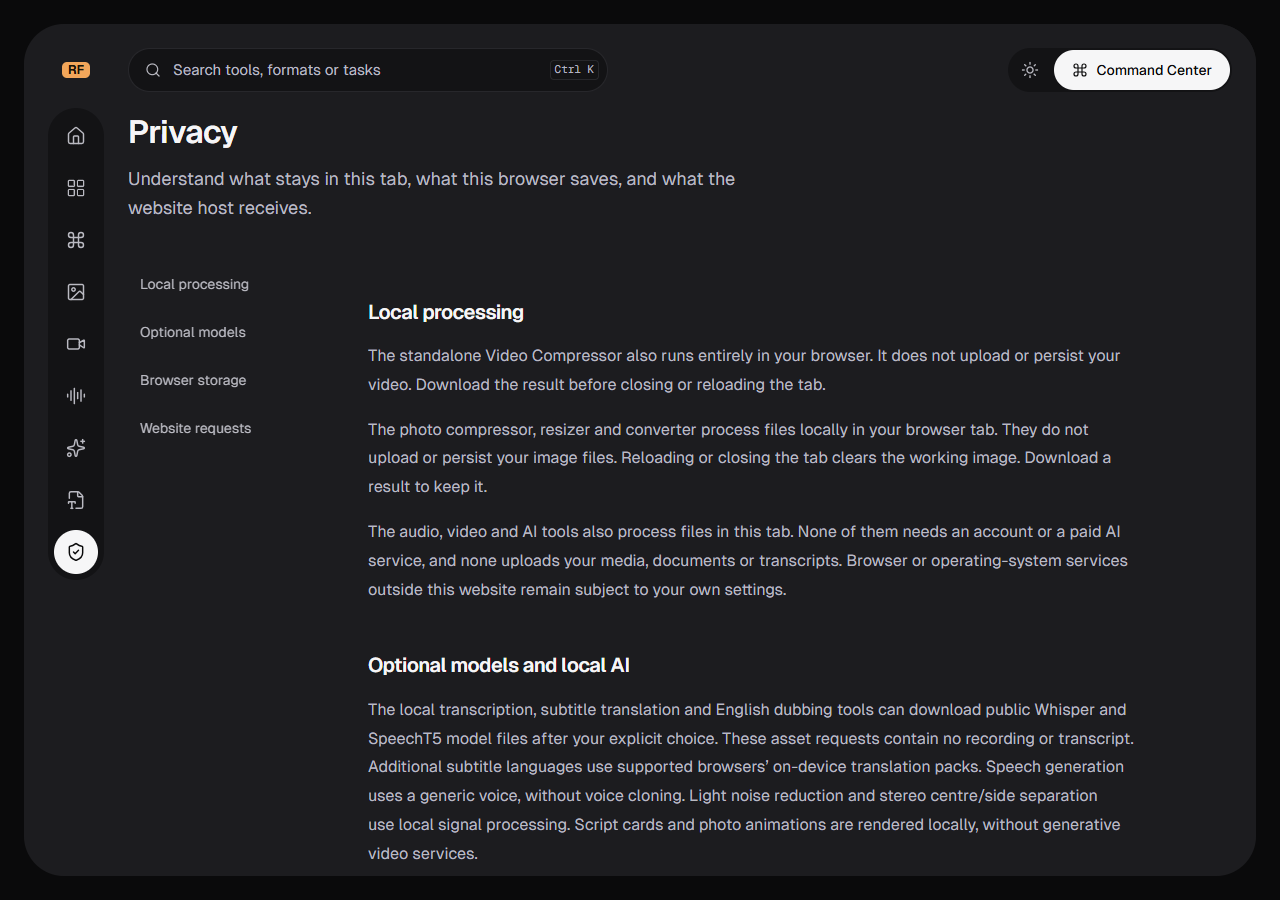 RF
Search tools, formats or tasks
Ctrl K
Command Center
Privacy
Understand what stays in this tab, what this browser saves, and what the
website host receives.
Local processing
Optional models
Browser storage
Website requests
Local processing
The standalone Video Compressor also runs entirely in your browser. It does not upload or persist your
video. Download the result before closing or reloading the tab.
The photo compressor, resizer and converter process files locally in your browser tab. They do not
upload or persist your image files. Reloading or closing the tab clears the working image. Download a
result to keep it.
The audio, video and AI tools also process files in this tab. None of them needs an account or a paid AI
service, and none uploads your media, documents or transcripts. Browser or operating-system services
outside this website remain subject to your own settings.
Optional models and local AI
The local transcription, subtitle translation and English dubbing tools can download public Whisper and
SpeechT5 model files after your explicit choice. These asset requests contain no recording or transcript.
Additional subtitle languages use supported browsers’ on-device translation packs. Speech generation
uses a generic voice, without voice cloning. Light noise reduction and stereo centre/side separation
use local signal processing. Script cards and photo animations are rendered locally, without generative
video services.